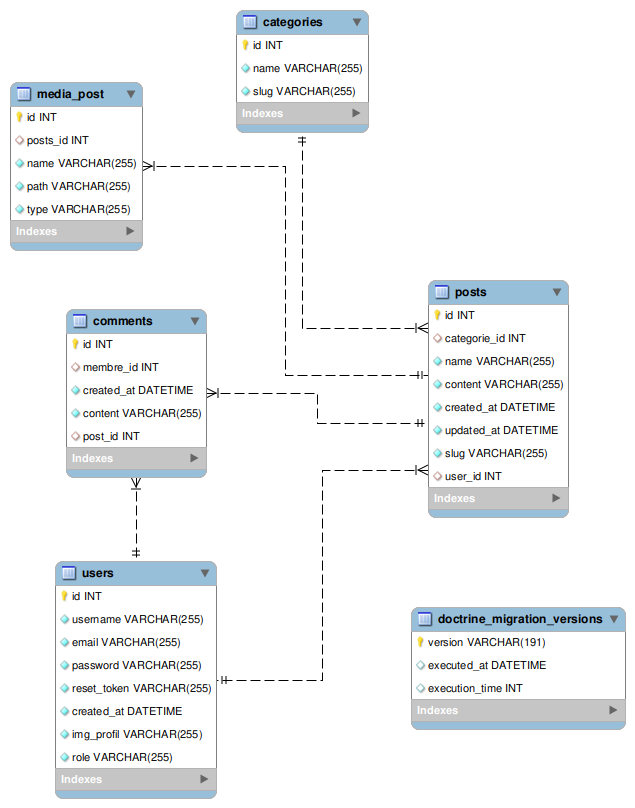 categories
id INT
name VARCHAR(255)
slug VARCHAR(255)
Indexes
media_post
id INT
posts_id INT
name VARCHAR(255)
path VARCHAR(255)
type VARCHAR(255)
Indexes
posts
id INT
categorie_id INT
name VARCHAR(255)
content VARCHAR(255)
created_at DATETIME
updated_at DATETIME
slug VARCHAR(255)
user_id INT
Indexes
comments
id INT
membre_id INT
created_at DATETIME
content VARCHAR(255)
post_id INT
Indexes
users
id INT
username VARCHAR(255)
email VARCHAR(255)
password VARCHAR(255)
reset_token VARCHAR(255)
created_at DATETIME
img_profil VARCHAR(255)
role VARCHAR(255)
Indexes
doctrine_migration_versions
version VARCHAR(191)
executed_at DATETIME
execution_time INT
Indexes